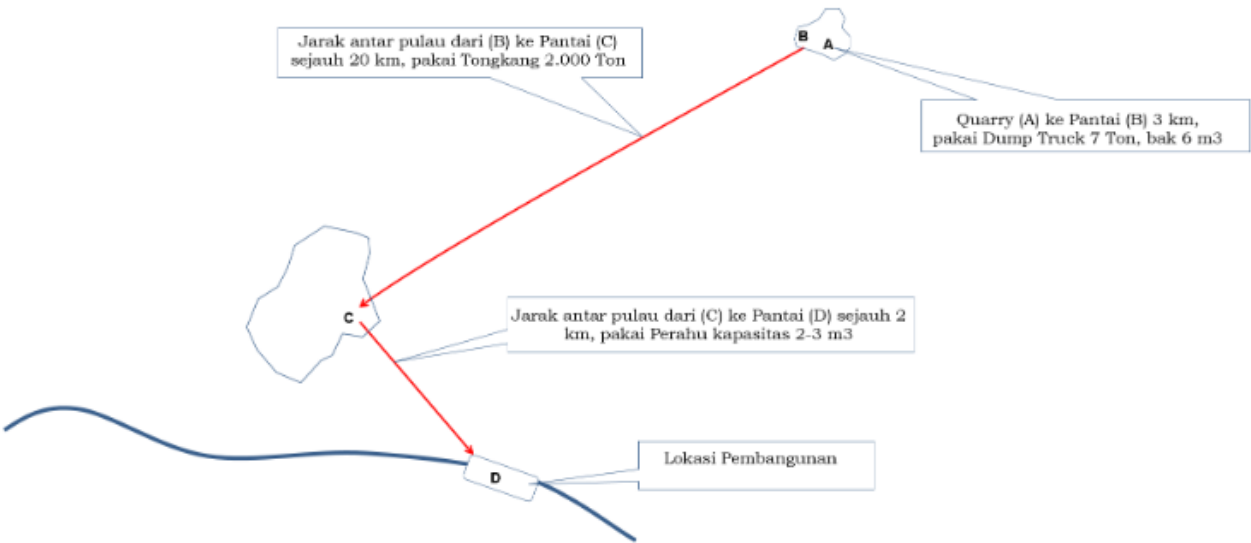 Jarak antar pulau dari (B) ke Pantai (C)
sejauh 20 km, pakai Tongkang 2.000 Ton
B
A
Quarry (A) ke Pantai (B) 3 km,
pakai Dump Truck 7 Ton, bak 6 m3
C
Jarak antar pulau dari (C) ke Pantai (D) sejauh 2
km, pakai Perahu kapasitas 2-3 m3
Lokasi Pembangunan
D